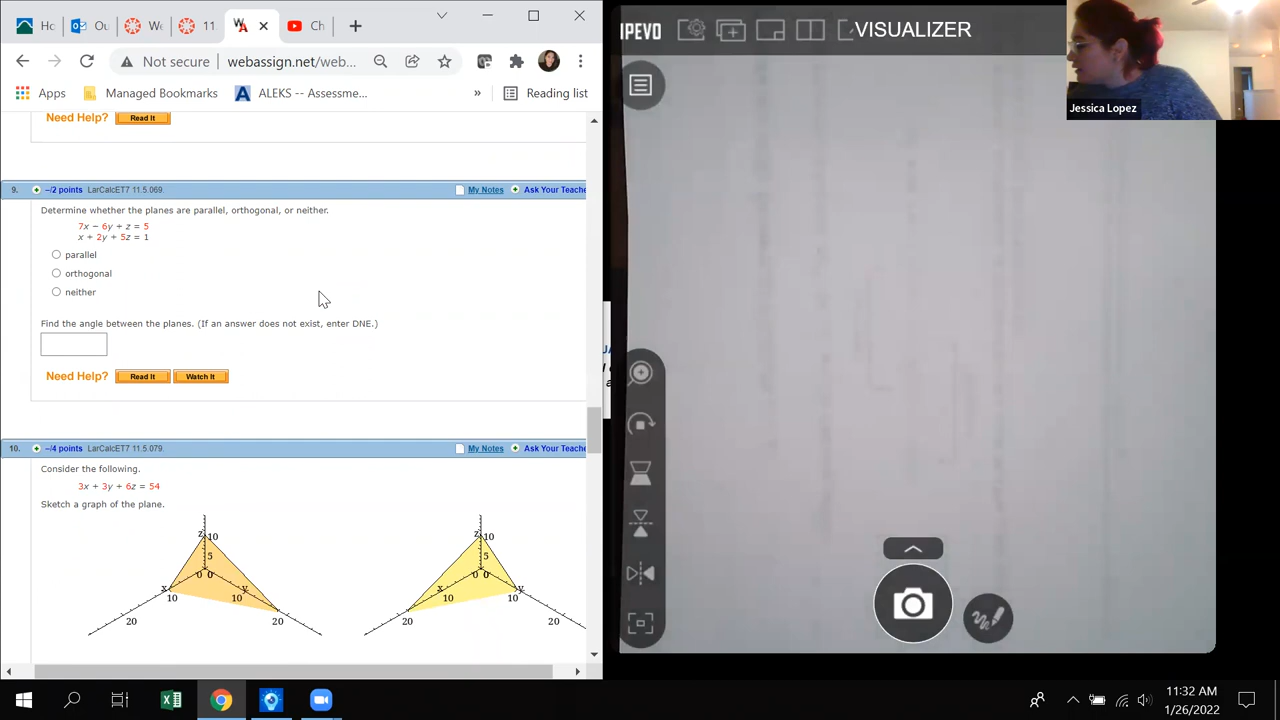 Ho
Ou
We
11
Ch
Not secure
webassign.net/web...
Apps
Managed Bookma
ALEKS -- Assessme...
»
Reading list
Need Help? Read It
9. –/2 points LarCalcET7 11.5.069. My Notes Ask Your Teache
Determine whether the planes are parallel, orthogonal, or neither.
7x − 6y + z = 5
x + 2y + 5z = 1
parallel
orthogonal
neither
Find the angle between the planes. (If an answer does not exist, enter DNE.)
Need Help? Read It Watch It
10. –/4 points LarCalcET7 11.5.079. My Notes Ask Your Teache
Consider the following.
3x + 3y + 6z = 54
Sketch a graph of the plane.
z 10
5
0 0
x y
10 10
20 20
z 10
5
0 0
x y
10 10
20 20
IPEVO
VISUALIZER
Jessica Lopez
11:32 AM
1/26/2022